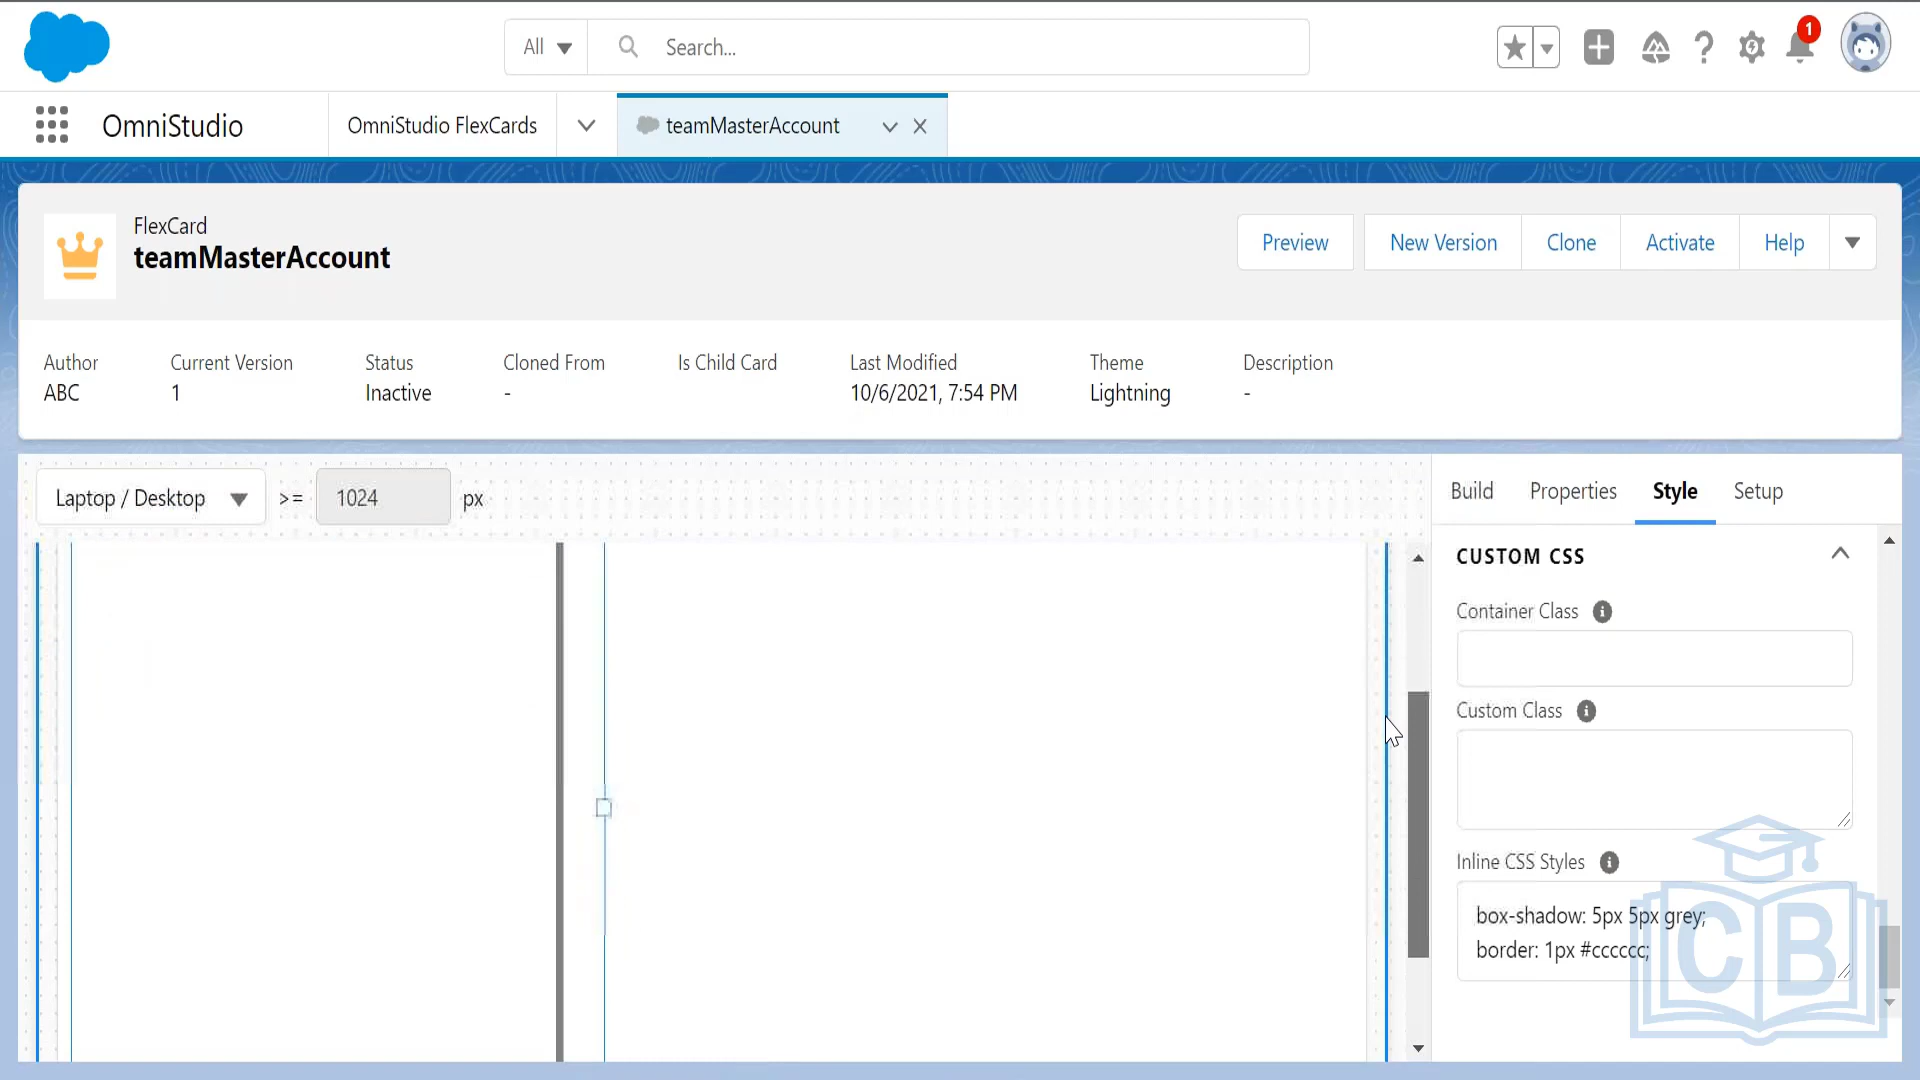 All
Search...
1
OmniStudio
OmniStudio FlexCards
teamMasterAccount
FlexCard
teamMasterAccount
Preview
New Version
Clone
Activate
Help
Author
Current Version
Status
Cloned From
Is Child Card
Last Modified
Theme
Description
ABC
1
Inactive
-
10/6/2021, 7:54 PM
Lightning
-
Laptop / Desktop
>=
1024
px
Build
Properties
Style
Setup
CUSTOM CSS
Container Class
Custom Class
Inline CSS Styles
box-shadow: 5px 5px grey;
border: 1px #cccccc;
CB